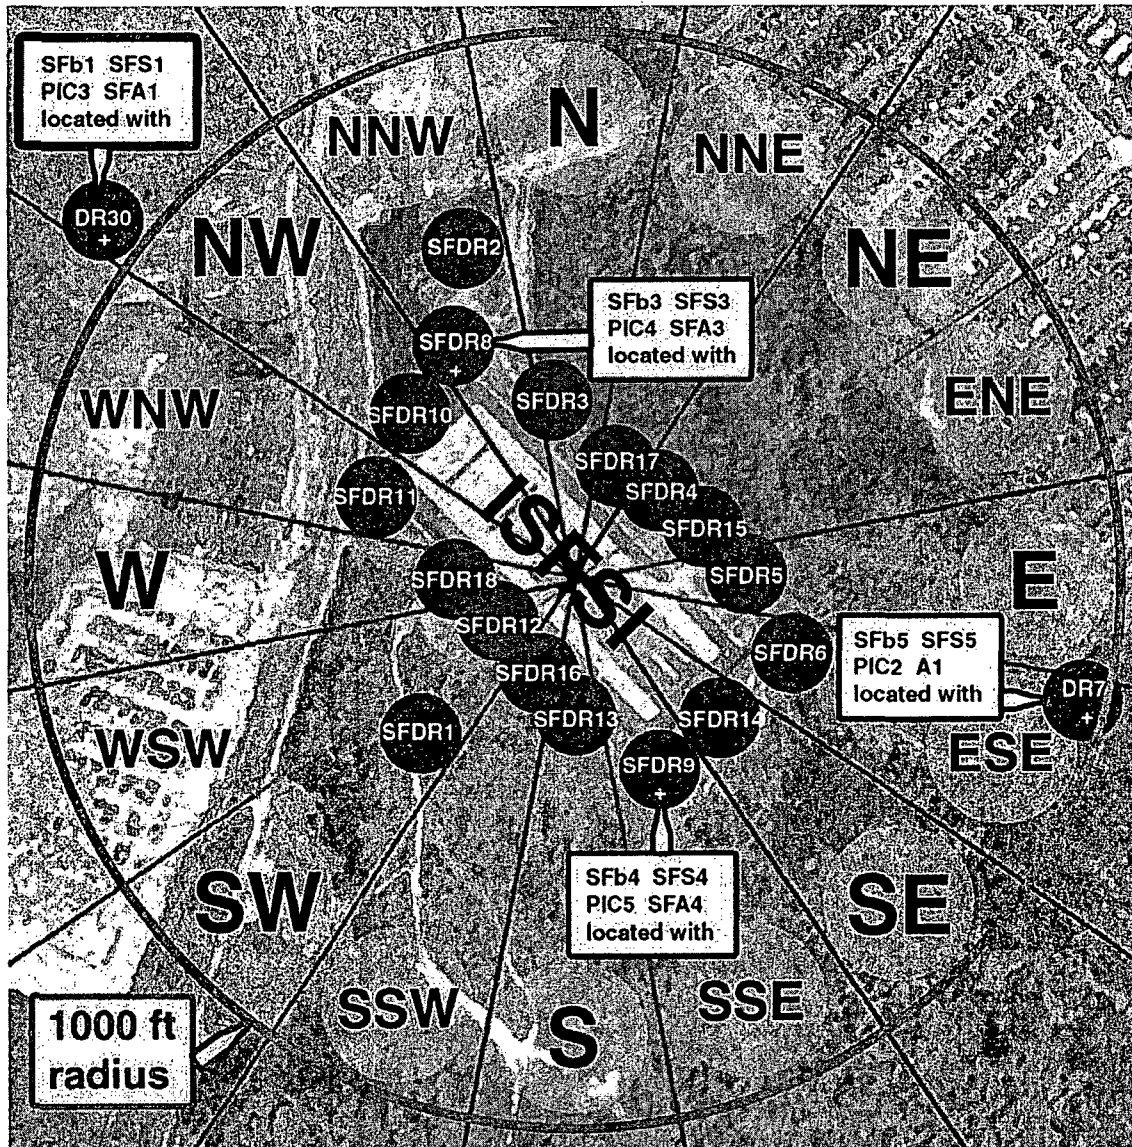 SFb1 SFS1
PIC3 SFA1
located with
N
NNW
NNE
DR30
+
NW
SFDR2
NE
SFb3 SFS3
PIC4 SFA3
located with
SFDR8
+
SFDR3
SFDR10
WNW
ENE
SFDR17
SFDR11
SFDR4
SFDR15
ISFSI
W
SFDR18
SFDR5
E
SFDR12
SFDR6
SFb5 SFS5
PIC2 A1
located with
SFDR16
DR7
+
SFDR1
SFDR13
SFDR14
WSW
ESE
SFDR9
+
SFb4 SFS4
PIC5 SFA4
located with
SW
SE
SSW
SSE
S
1000 ft
radius